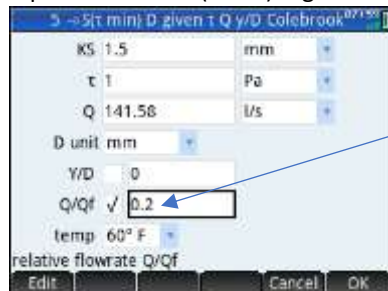 5 →S(τ min) D given τ Q y/D Colebrook
KS 1.5 mm
τ 1 Pa
Q 141.58 l/s
D unit mm
Y/D 0
Q/Qf √ 0.2
temp 60° F
relative flowrate Q/Qf
Edit Cancel OK